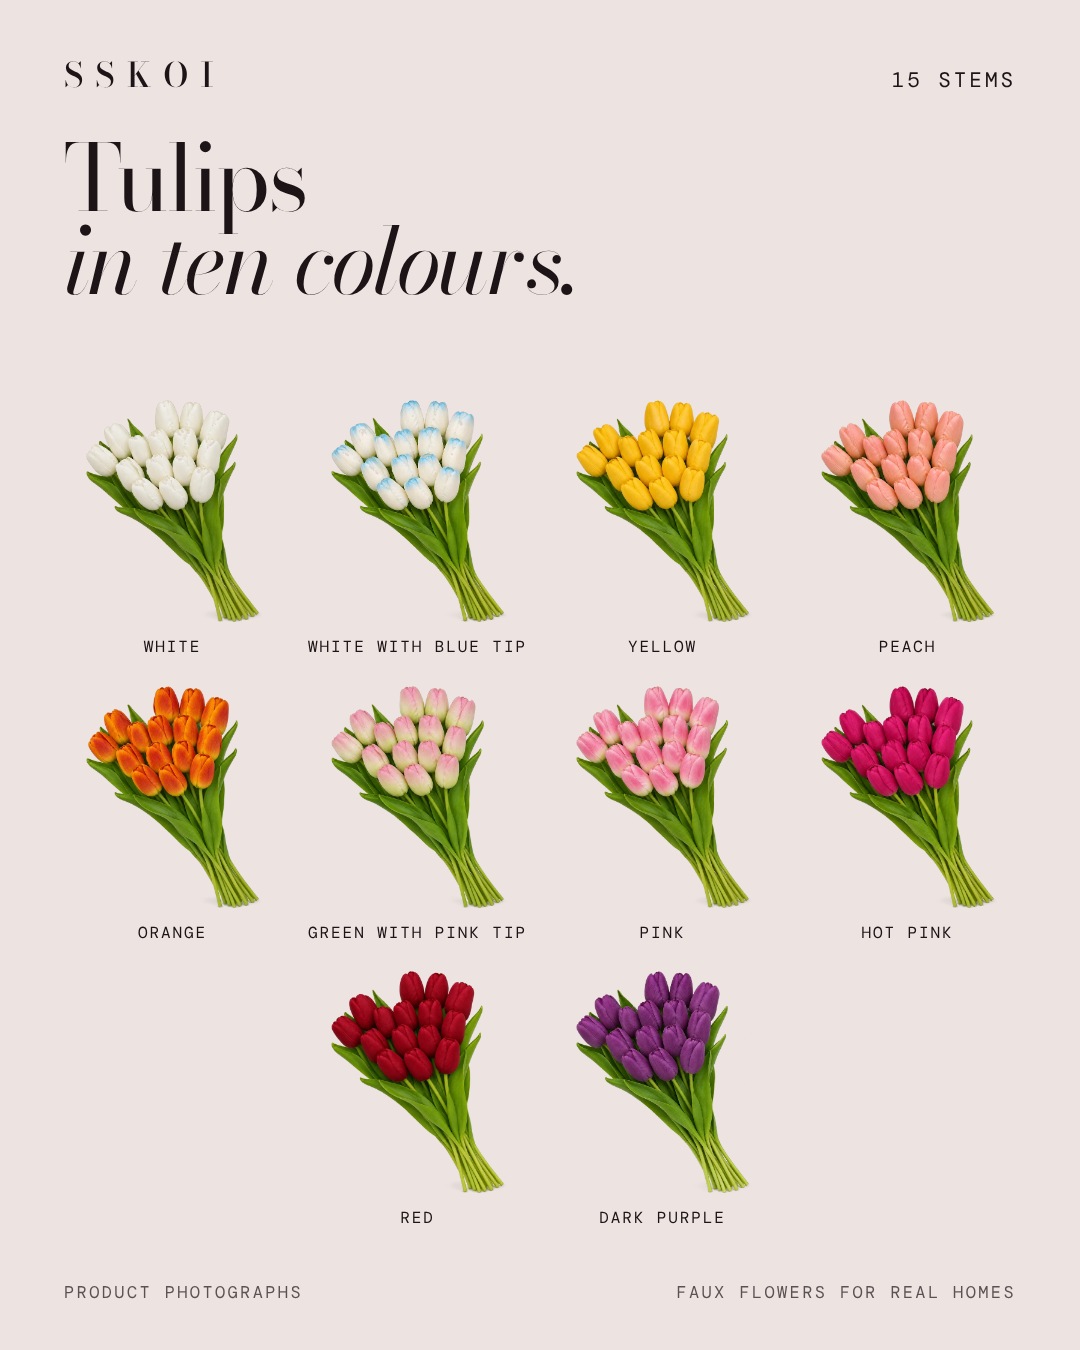 SSKOI
15 STEMS
Tulips
in ten colours.
WHITE
WHITE WITH BLUE TIP
YELLOW
PEACH
ORANGE
GREEN WITH PINK TIP
PINK
HOT PINK
RED
DARK PURPLE
PRODUCT PHOTOGRAPHS
FAUX FLOWERS FOR REAL HOMES